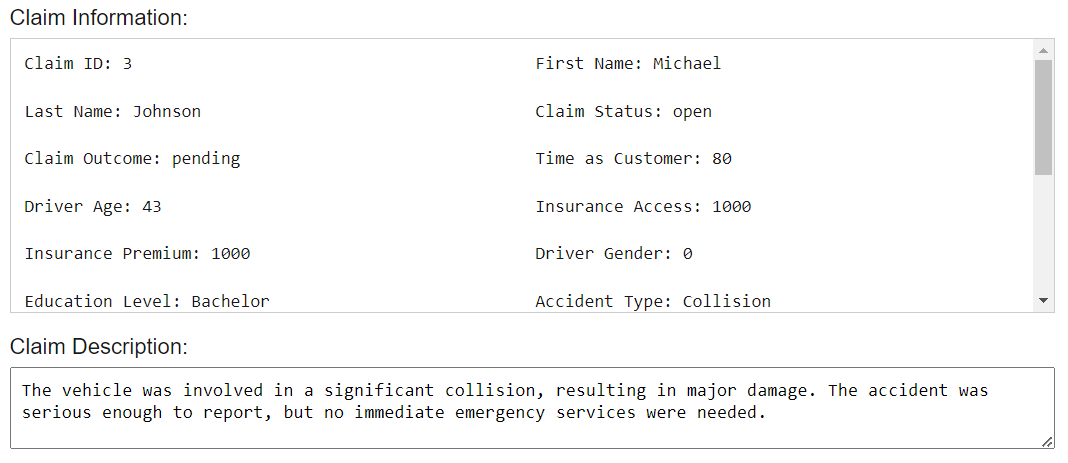 Claim Information:
Claim ID: 3 First Name: Michael
Last Name: Johnson Claim Status: open
Claim Outcome: pending Time as Customer: 80
Driver Age: 43 Insurance Access: 1000
Insurance Premium: 1000 Driver Gender: 0
Education Level: Bachelor Accident Type: Collision
Claim Description:
The vehicle was involved in a significant collision, resulting in major damage. The accident was
serious enough to report, but no immediate emergency services were needed.